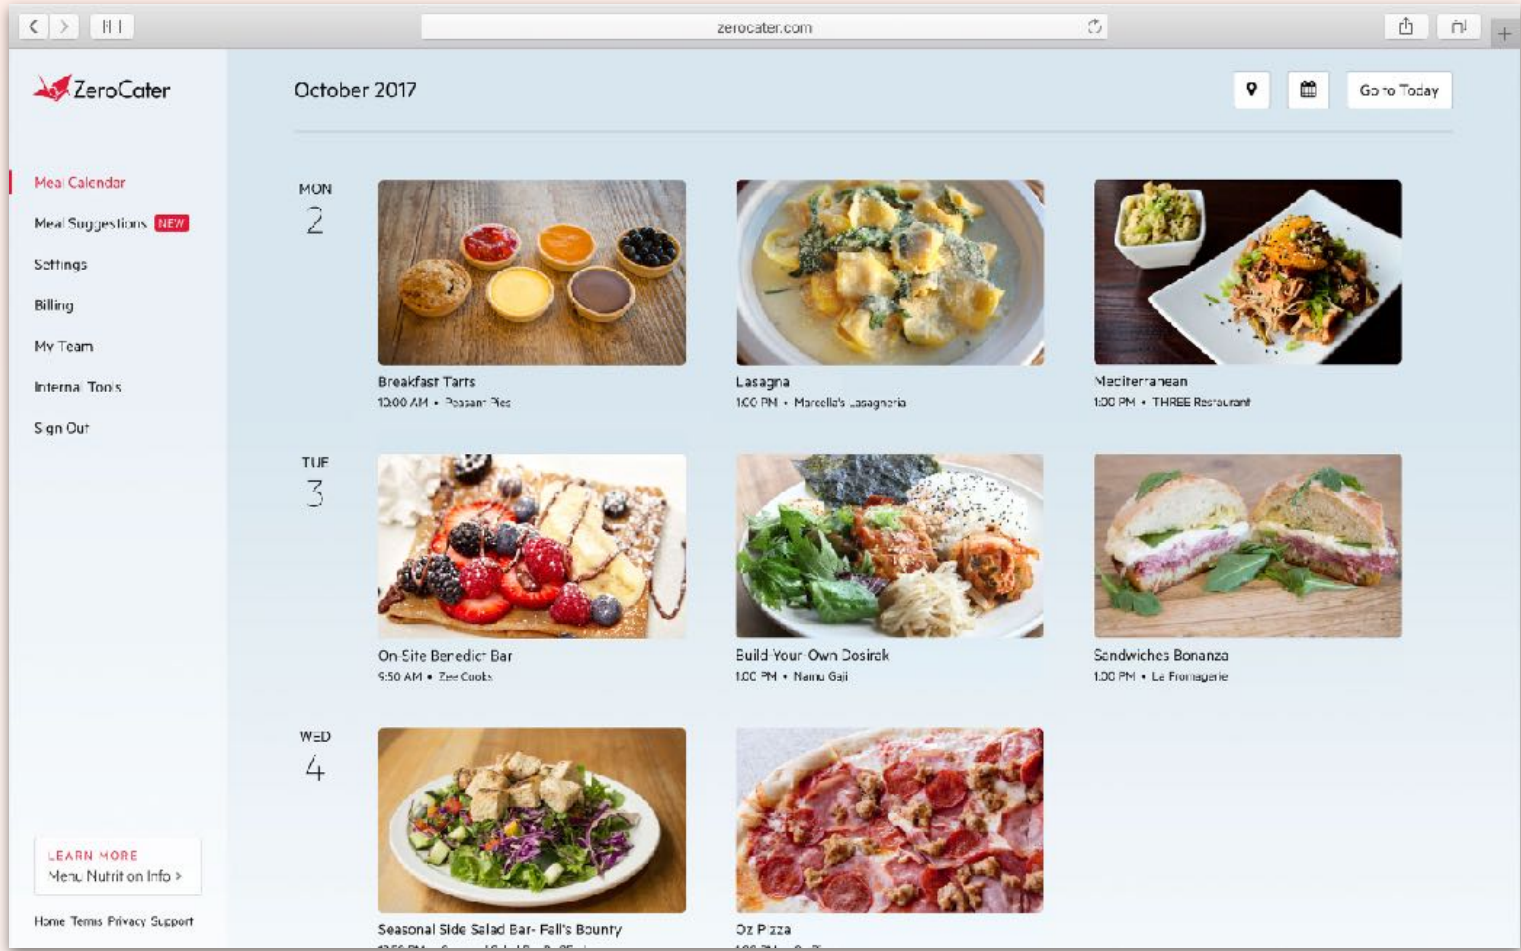 zerocater.com
ZeroCater
October 2017
Go to Today
Meal Calendar
Meal Suggestions NEW
Settings
Billing
My Team
Internal Tools
Sign Out
MON
2
Breakfast Tarts
10:00 AM • Peasant Pies
Lasagna
1:00 PM • Marcella's Lasagneria
Mediterranean
1:00 PM • THREE Restaurant
TUE
3
On-Site Benedict Bar
9:50 AM • Zee Cooks
Build-Your-Own Dosirak
1:00 PM • Namu Gaji
Sandwiches Bonanza
1:00 PM • La Fromagerie
WED
4
Seasonal Side Salad Bar- Fall's Bounty
Oz Pizza
LEARN MORE
Menu Nutrition Info >
Home Terms Privacy Support